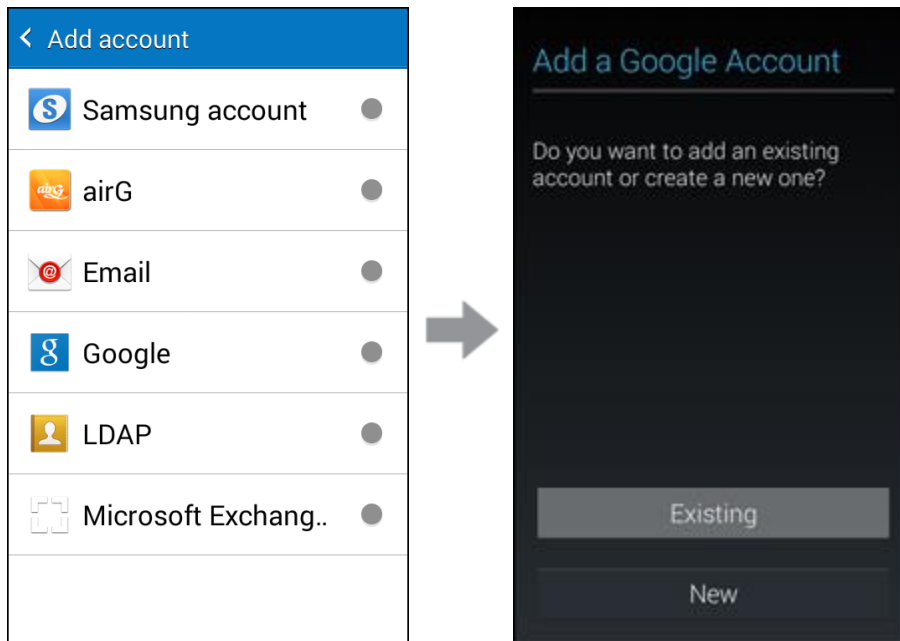 Add account
Samsung account
airG
airG
Email
@
g
Google
LDAP
Microsoft Exchang..
Add a Google Account
Do you want to add an existing
account or create a new one?
Existing
New